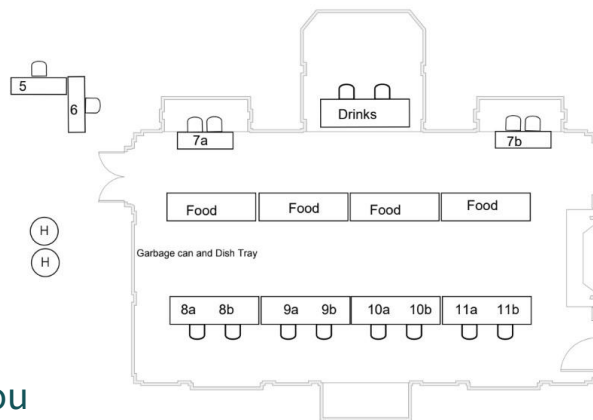 5
6
Drinks
7a
7b
Food
Food
Food
Food
H
H
Garbage can and Dish Tray
8a 8b
9a 9b
10a 10b
11a 11b
ou